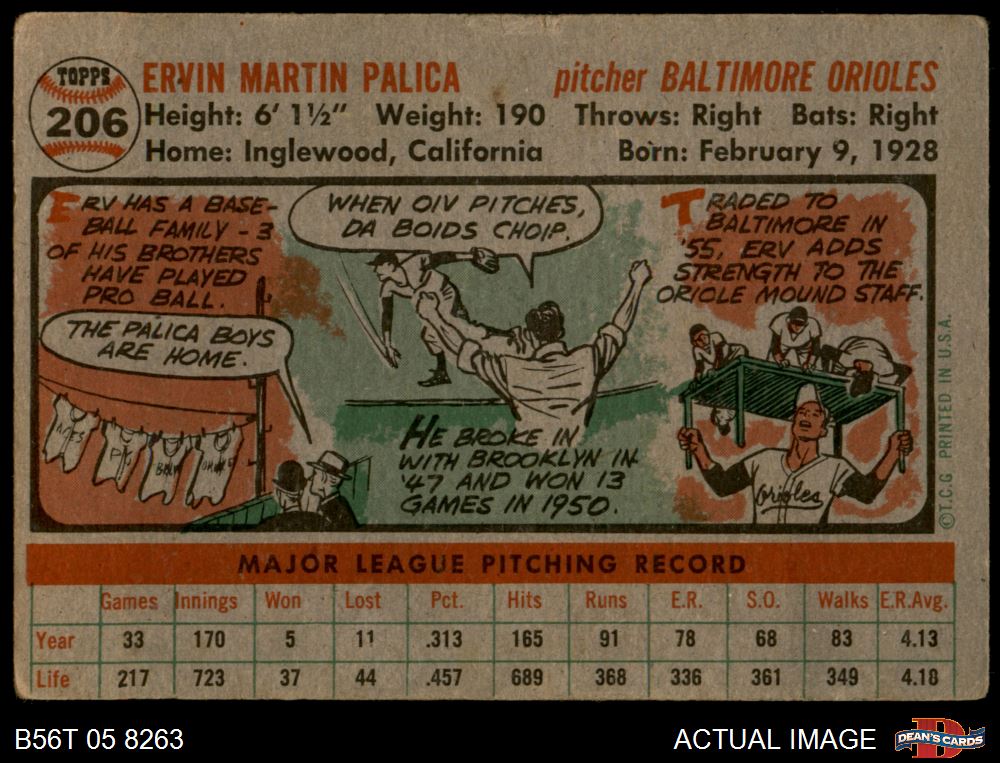 TOPPS
206
ERVIN MARTIN PALICA pitcher BALTIMORE ORIOLES
Height: 6' 1½" Weight: 190 Throws: Right Bats: Right
Home: Inglewood, California Born: February 9, 1928
ERV HAS A BASE-
BALL FAMILY - 3
OF HIS BROTHERS
HAVE PLAYED
PRO BALL.
THE PALICA BOYS
ARE HOME.
WHEN OIV PITCHES,
DA BOIDS CHOIP.
HE BROKE IN
WITH BROOKLYN IN
'47 AND WON 13
GAMES IN 1950.
TRADED TO
BALTIMORE IN
'55, ERV ADDS
STRENGTH TO THE
ORIOLE MOUND STAFF.
Orioles
©T.C.G. PRINTED IN U.S.A.
MAJOR LEAGUE PITCHING RECORD
Games Innings Won Lost Pct. Hits Runs E.R. S.O. Walks E.R.Avg.
Year 33 170 5 11 .313 165 91 78 68 83 4.13
Life 217 723 37 44 .457 689 368 336 361 349 4.18
B56T 05 8263 ACTUAL IMAGE DEAN'S CARDS